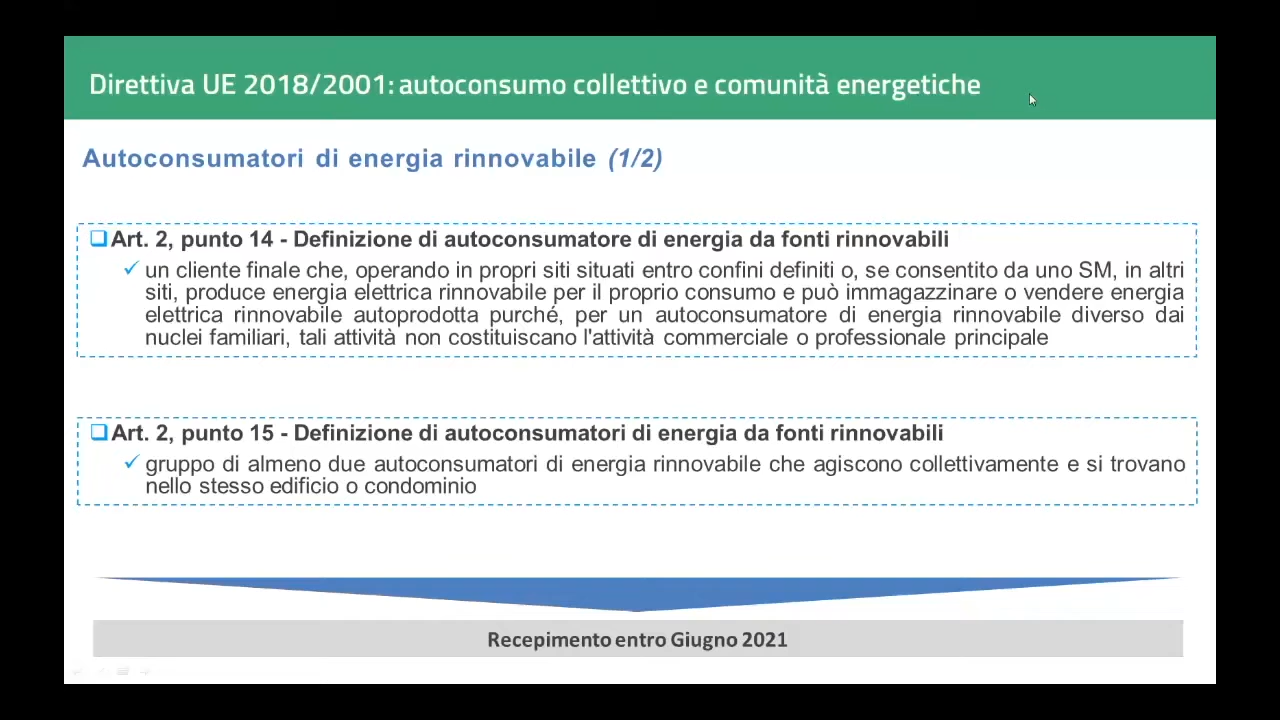 Direttiva UE 2018/2001: autoconsumo collettivo e comunità energetiche
Autoconsumatori di energia rinnovabile (1/2)
Art. 2, punto 14 - Definizione di autoconsumatore di energia da fonti rinnovabili
un cliente finale che, operando in propri siti situati entro confini definiti o, se consentito da uno SM, in altri
siti, produce energia elettrica rinnovabile per il proprio consumo e può immagazzinare o vendere energia
elettrica rinnovabile autoprodotta purché, per un autoconsumatore di energia rinnovabile diverso dai
nuclei familiari, tali attività non costituiscano l'attività commerciale o professionale principale
Art. 2, punto 15 - Definizione di autoconsumatori di energia da fonti rinnovabili
gruppo di almeno due autoconsumatori di energia rinnovabile che agiscono collettivamente e si trovano
nello stesso edificio o condominio
Recepimento entro Giugno 2021